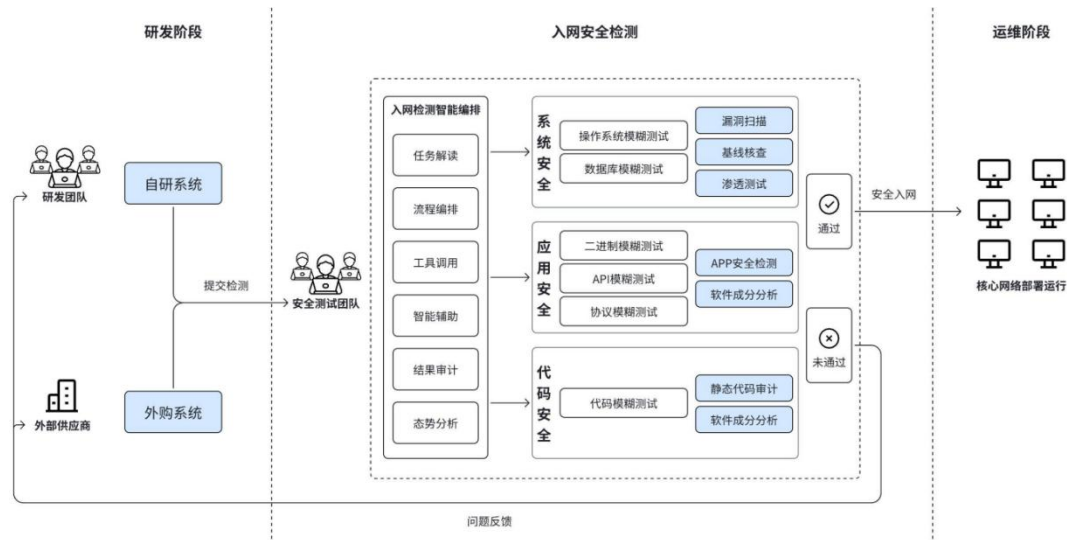 研发阶段
入网安全检测
运维阶段
研发团队
自研系统
提交检测
外部供应商
外购系统
安全测试团队
入网检测智能编排
任务解读
流程编排
工具调用
智能辅助
结果审计
态势分析
系统安全
操作系统模糊测试
数据库模糊测试
漏洞扫描
基线核查
渗透测试
应用安全
二进制模糊测试
API模糊测试
协议模糊测试
APP安全检测
软件成分分析
代码安全
代码模糊测试
静态代码审计
软件成分分析
通过
未通过
安全入网
核心网络部署运行
问题反馈